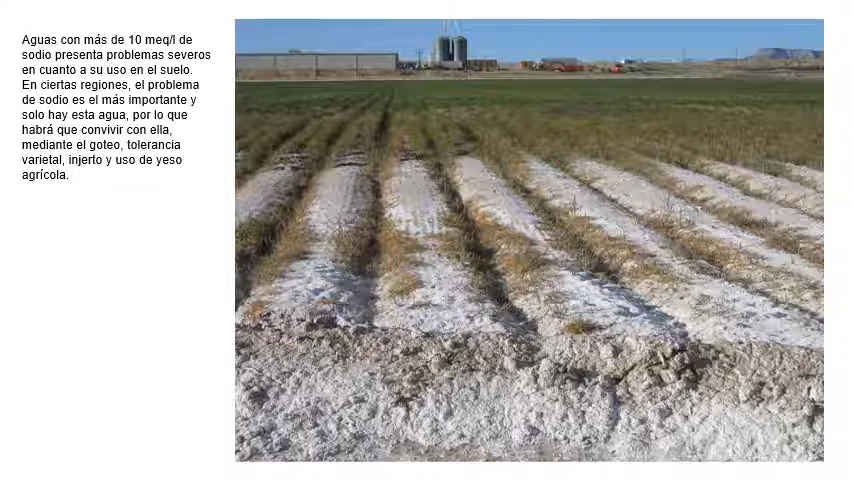 Aguas con más de 10 meq/l de
sodio presenta problemas severos
en cuanto a su uso en el suelo.
En ciertas regiones, el problema
de sodio es el más importante y
solo hay esta agua, por lo que
habrá que convivir con ella,
mediante el goteo, tolerancia
varietal, injerto y uso de yeso
agrícola.